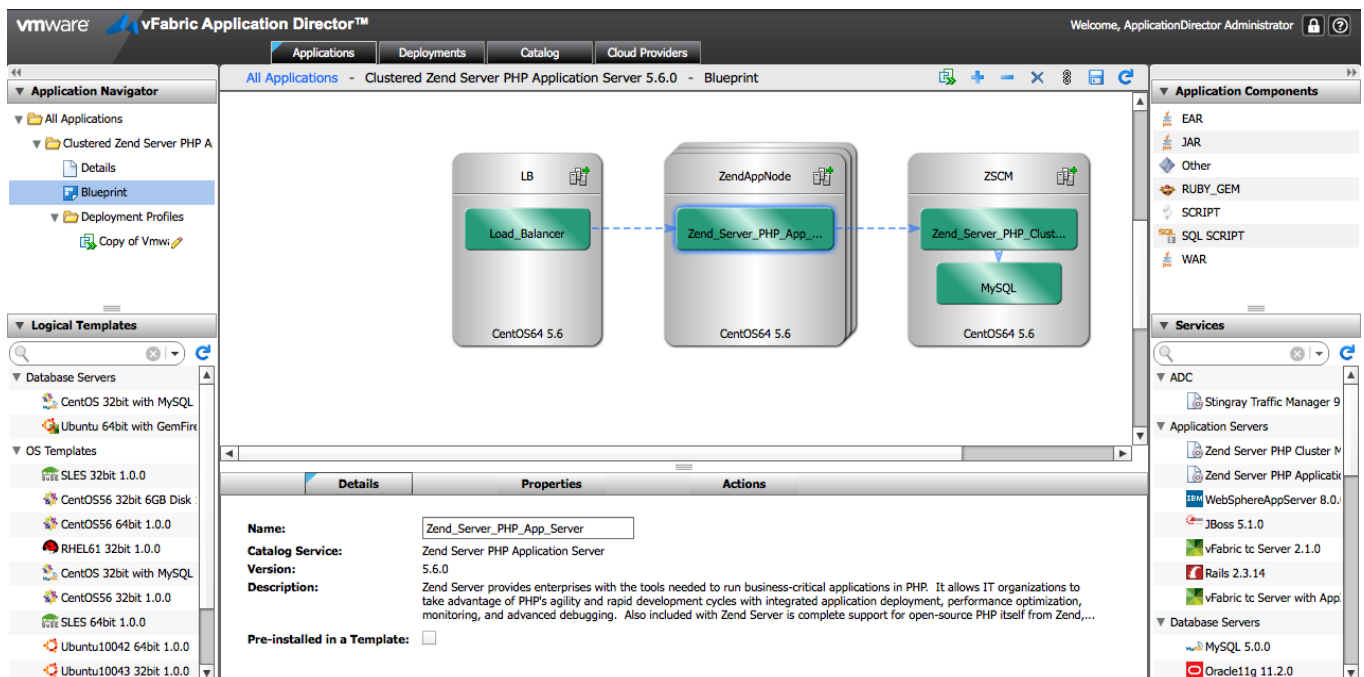 vmware vFabric Application Director™
Welcome, ApplicationDirector Administrator
Applications Deployments Catalog Cloud Providers
Application Navigator
All Applications
Clustered Zend Server PHP A
Details
Blueprint
Deployment Profiles
Copy of Vmw
Logical Templates
Database Servers
CentOS 32bit with MySQL
Ubuntu 64bit with GemFire
OS Templates
SLES 32bit 1.0.0
CentOS56 32bit 6GB Disk
CentOS56 64bit 1.0.0
RHEL61 32bit 1.0.0
CentOS 32bit with MySQL
CentOS56 32bit 1.0.0
SLES 64bit 1.0.0
Ubuntu10042 64bit 1.0.0
Ubuntu10043 32bit 1.0.0
All Applications - Clustered Zend Server PHP Application Server 5.6.0 - Blueprint
LB
Load_Balancer
CentOS64 5.6
ZendAppNode
Zend_Server_PHP_App_...
CentOS64 5.6
ZSCM
Zend_Server_PHP_Clust...
MySQL
CentOS64 5.6
Details Properties Actions
Name: Zend_Server_PHP_App_Server
Catalog Service: Zend Server PHP Application Server
Version: 5.6.0
Description: Zend Server provides enterprises with the tools needed to run business-critical applications in PHP. It allows IT organizations to
take advantage of PHP's agility and rapid development cycles with integrated application deployment, performance optimization,
monitoring, and advanced debugging. Also included with Zend Server is complete support for open-source PHP itself from Zend,...
Pre-installed in a Template:
Application Components
EAR
JAR
Other
RUBY_GEM
SCRIPT
SQL SCRIPT
WAR
Services
ADC
Stingray Traffic Manager 9
Application Servers
Zend Server PHP Cluster M
Zend Server PHP Applicatio
IBM WebSphereAppServer 8.0.
JBoss 5.1.0
vFabric tc Server 2.1.0
Rails 2.3.14
vFabric tc Server with App
Database Servers
MySQL 5.0.0
Oracle11g 11.2.0